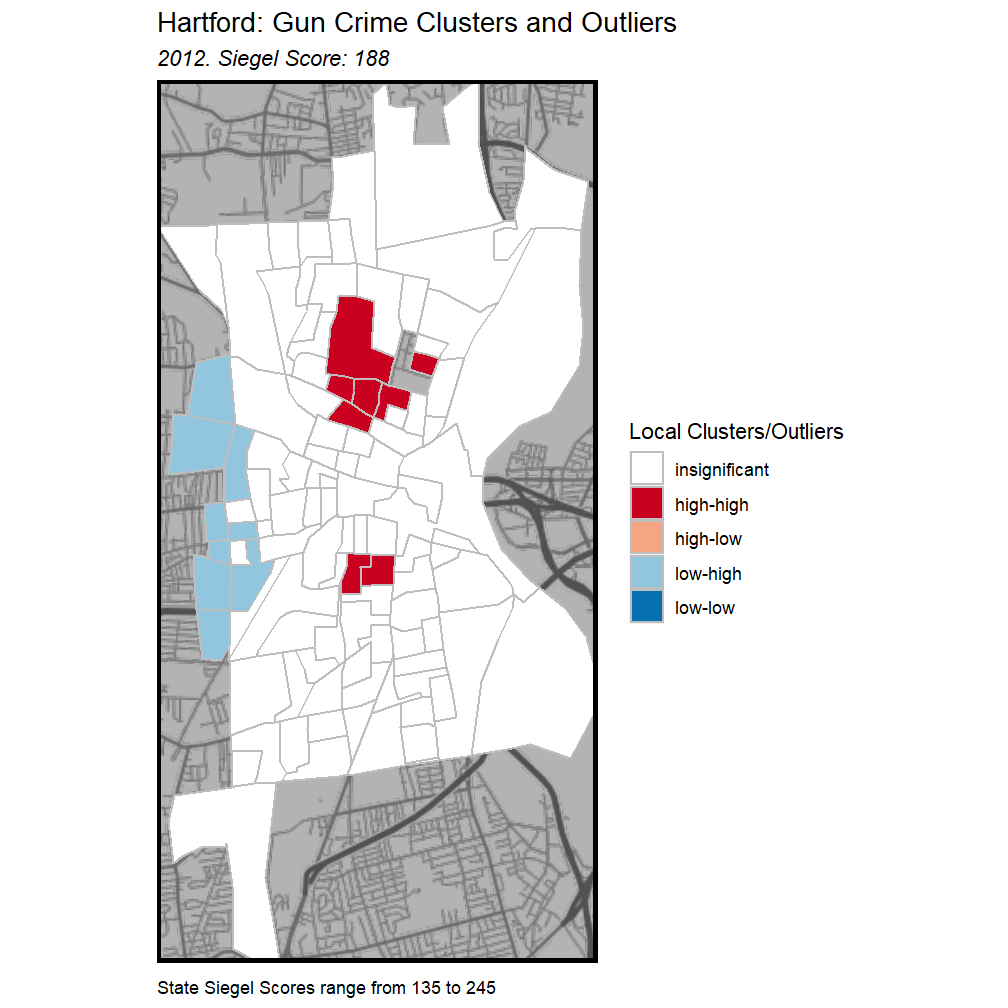 Hartford: Gun Crime Clusters and Outliers
2012. Siegel Score: 188
Local Clusters/Outliers
insignificant
high-high
high-low
low-high
low-low
State Siegel Scores range from 135 to 245